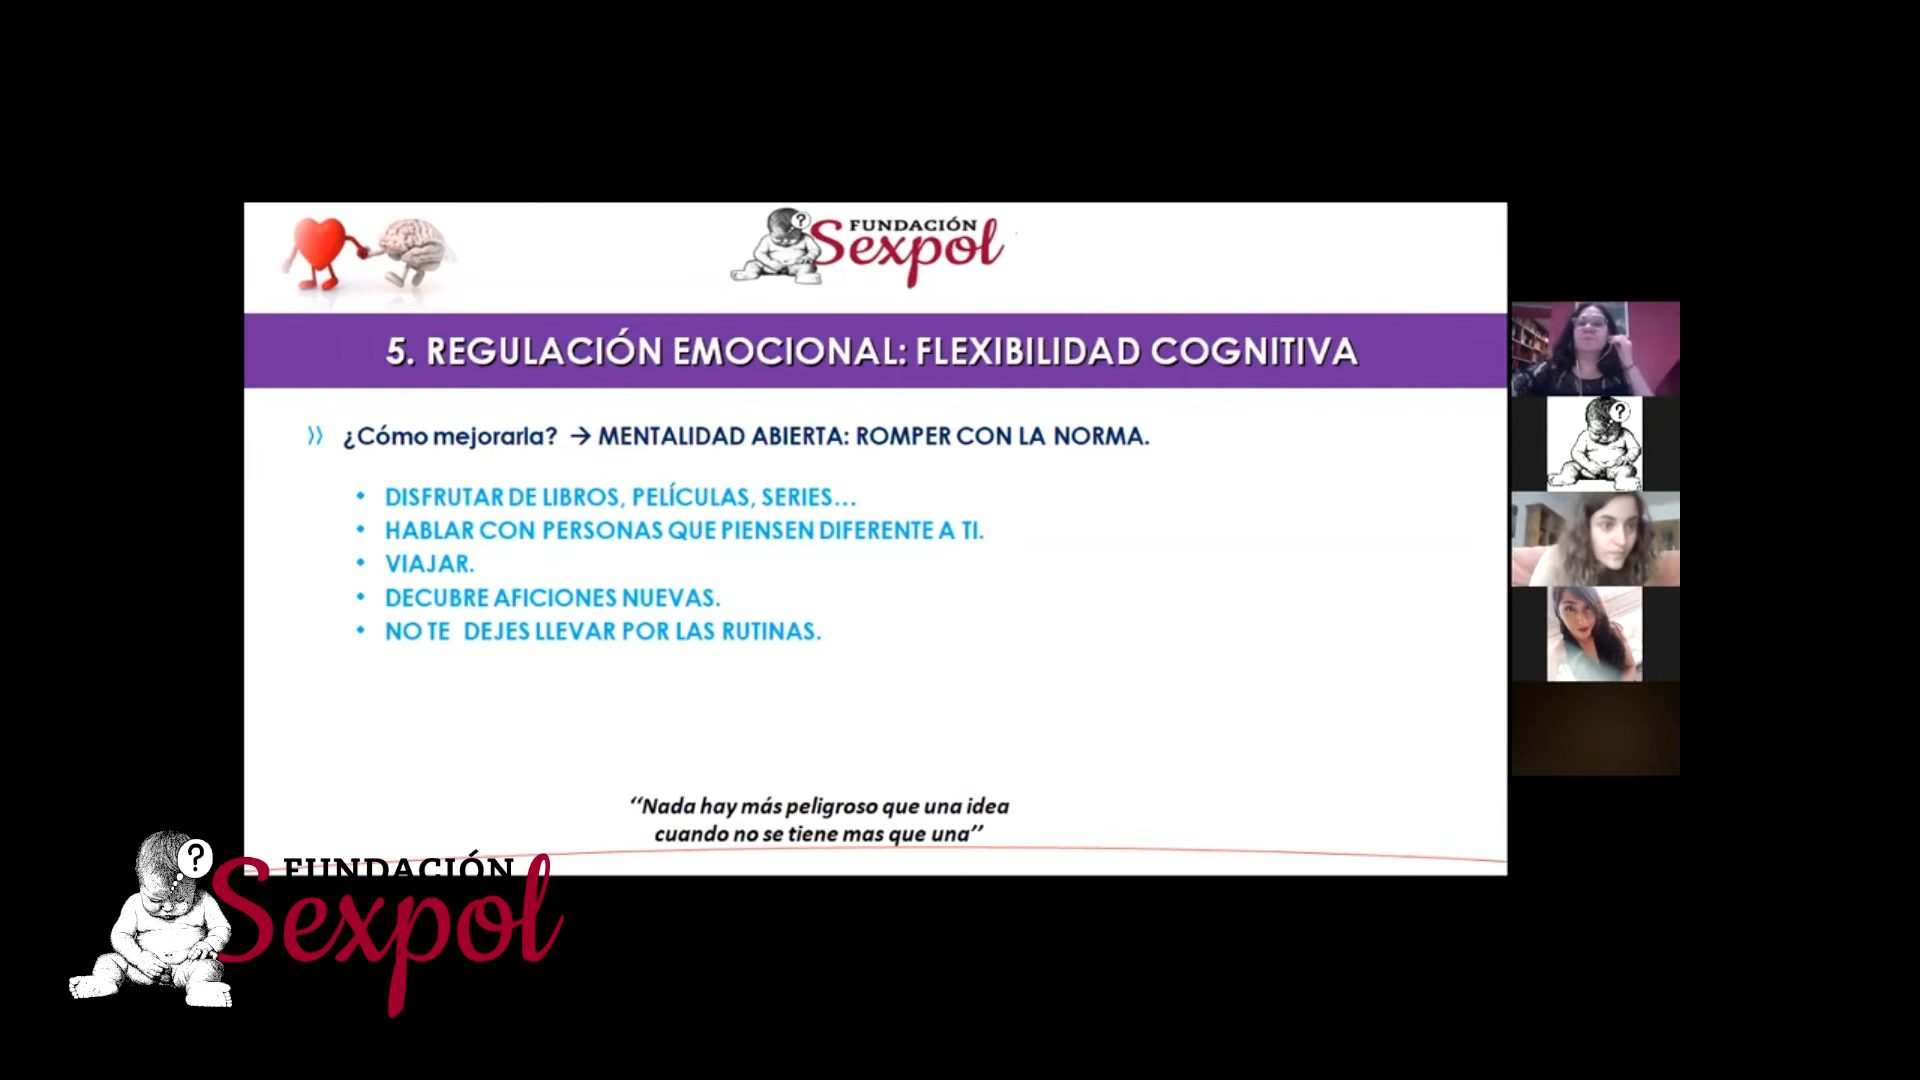 ?
FUNDACIÓN
Sexpol
5. REGULACIÓN EMOCIONAL: FLEXIBILIDAD COGNITIVA
¿Cómo mejorarla? → MENTALIDAD ABIERTA: ROMPER CON LA NORMA.
• DISFRUTAR DE LIBROS, PELÍCULAS, SERIES…
• HABLAR CON PERSONAS QUE PIENSEN DIFERENTE A TI.
• VIAJAR.
• DECUBRE AFICIONES NUEVAS.
• NO TE DEJES LLEVAR POR LAS RUTINAS.
?
‘‘Nada hay más peligroso que una idea
cuando no se tiene mas que una’’
?
FUNDACIÓN
Sexpol